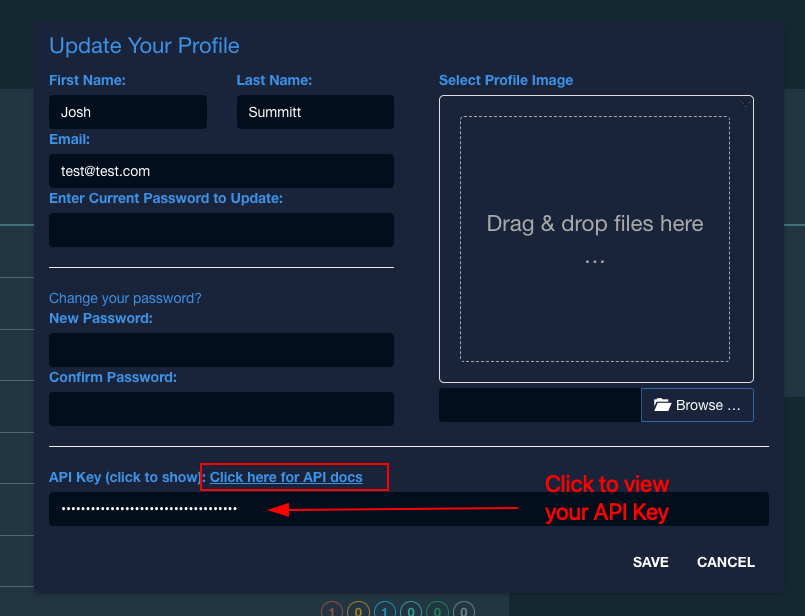 Update Your Profile
First Name:
Last Name:
Josh
Summitt
Email:
test@test.com
Enter Current Password to Update:
Change your password?
New Password:
Confirm Password:
Select Profile Image
Drag & drop files here
...
Browse ...
API Key (click to show): Click here for API docs
••••••••••••••••••••••••••••••••••••
Click to view
your API Key
SAVE
CANCEL
1 0 1 0 0 0